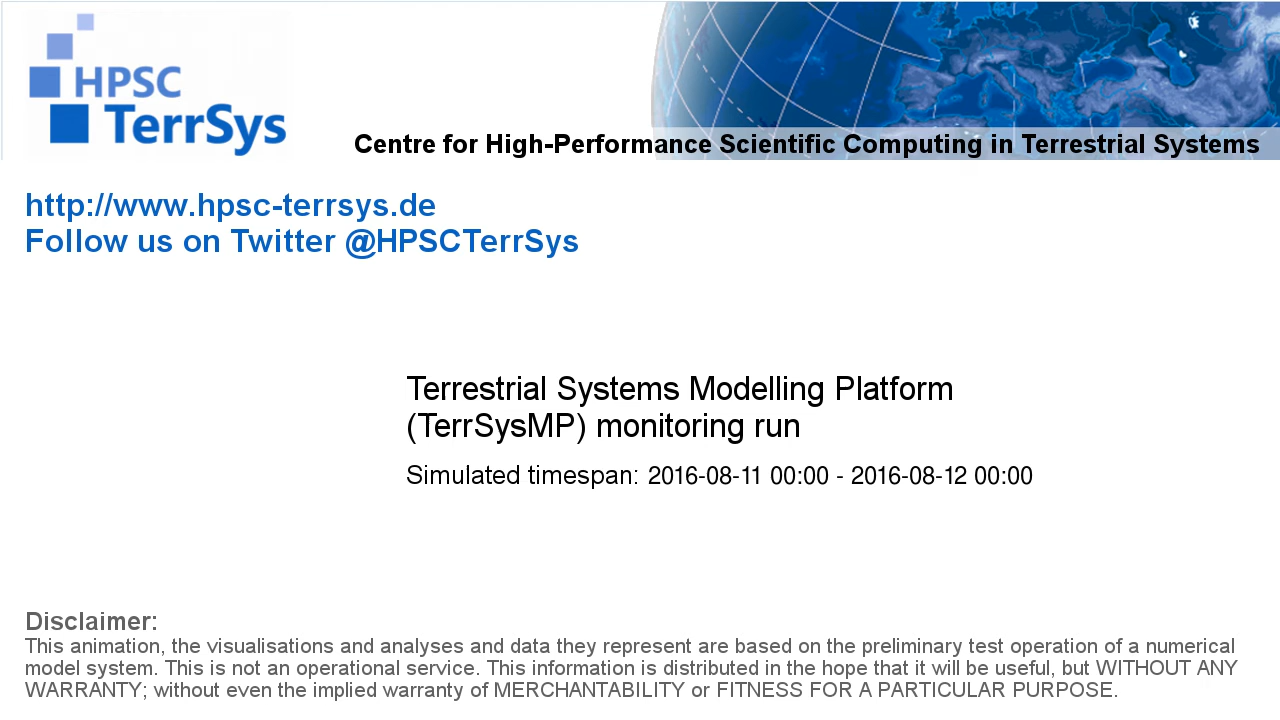 HPSC
TerrSys
Centre for High-Performance Scientific Computing in Terrestrial Systems
http://www.hpsc-terrsys.de
Follow us on Twitter @HPSCTerrSys
Terrestrial Systems Modelling Platform
(TerrSysMP) monitoring run
Simulated timespan: 2016-08-11 00:00 - 2016-08-12 00:00
Disclaimer:
This animation, the visualisations and analyses and data they represent are based on the preliminary test operation of a numerical
model system. This is not an operational service. This information is distributed in the hope that it will be useful, but WITHOUT ANY
WARRANTY; without even the implied warranty of MERCHANTABILITY or FITNESS FOR A PARTICULAR PURPOSE.